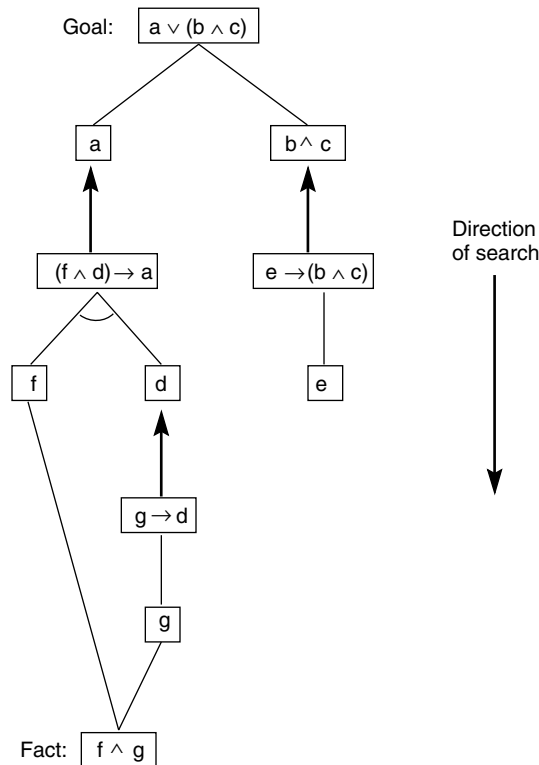 Goal: a ∨ (b ∧ c)
a
b ∧ c
Direction
of search
(f ∧ d) → a
e → (b ∧ c)
f
d
e
g → d
g
Fact: f ∧ g